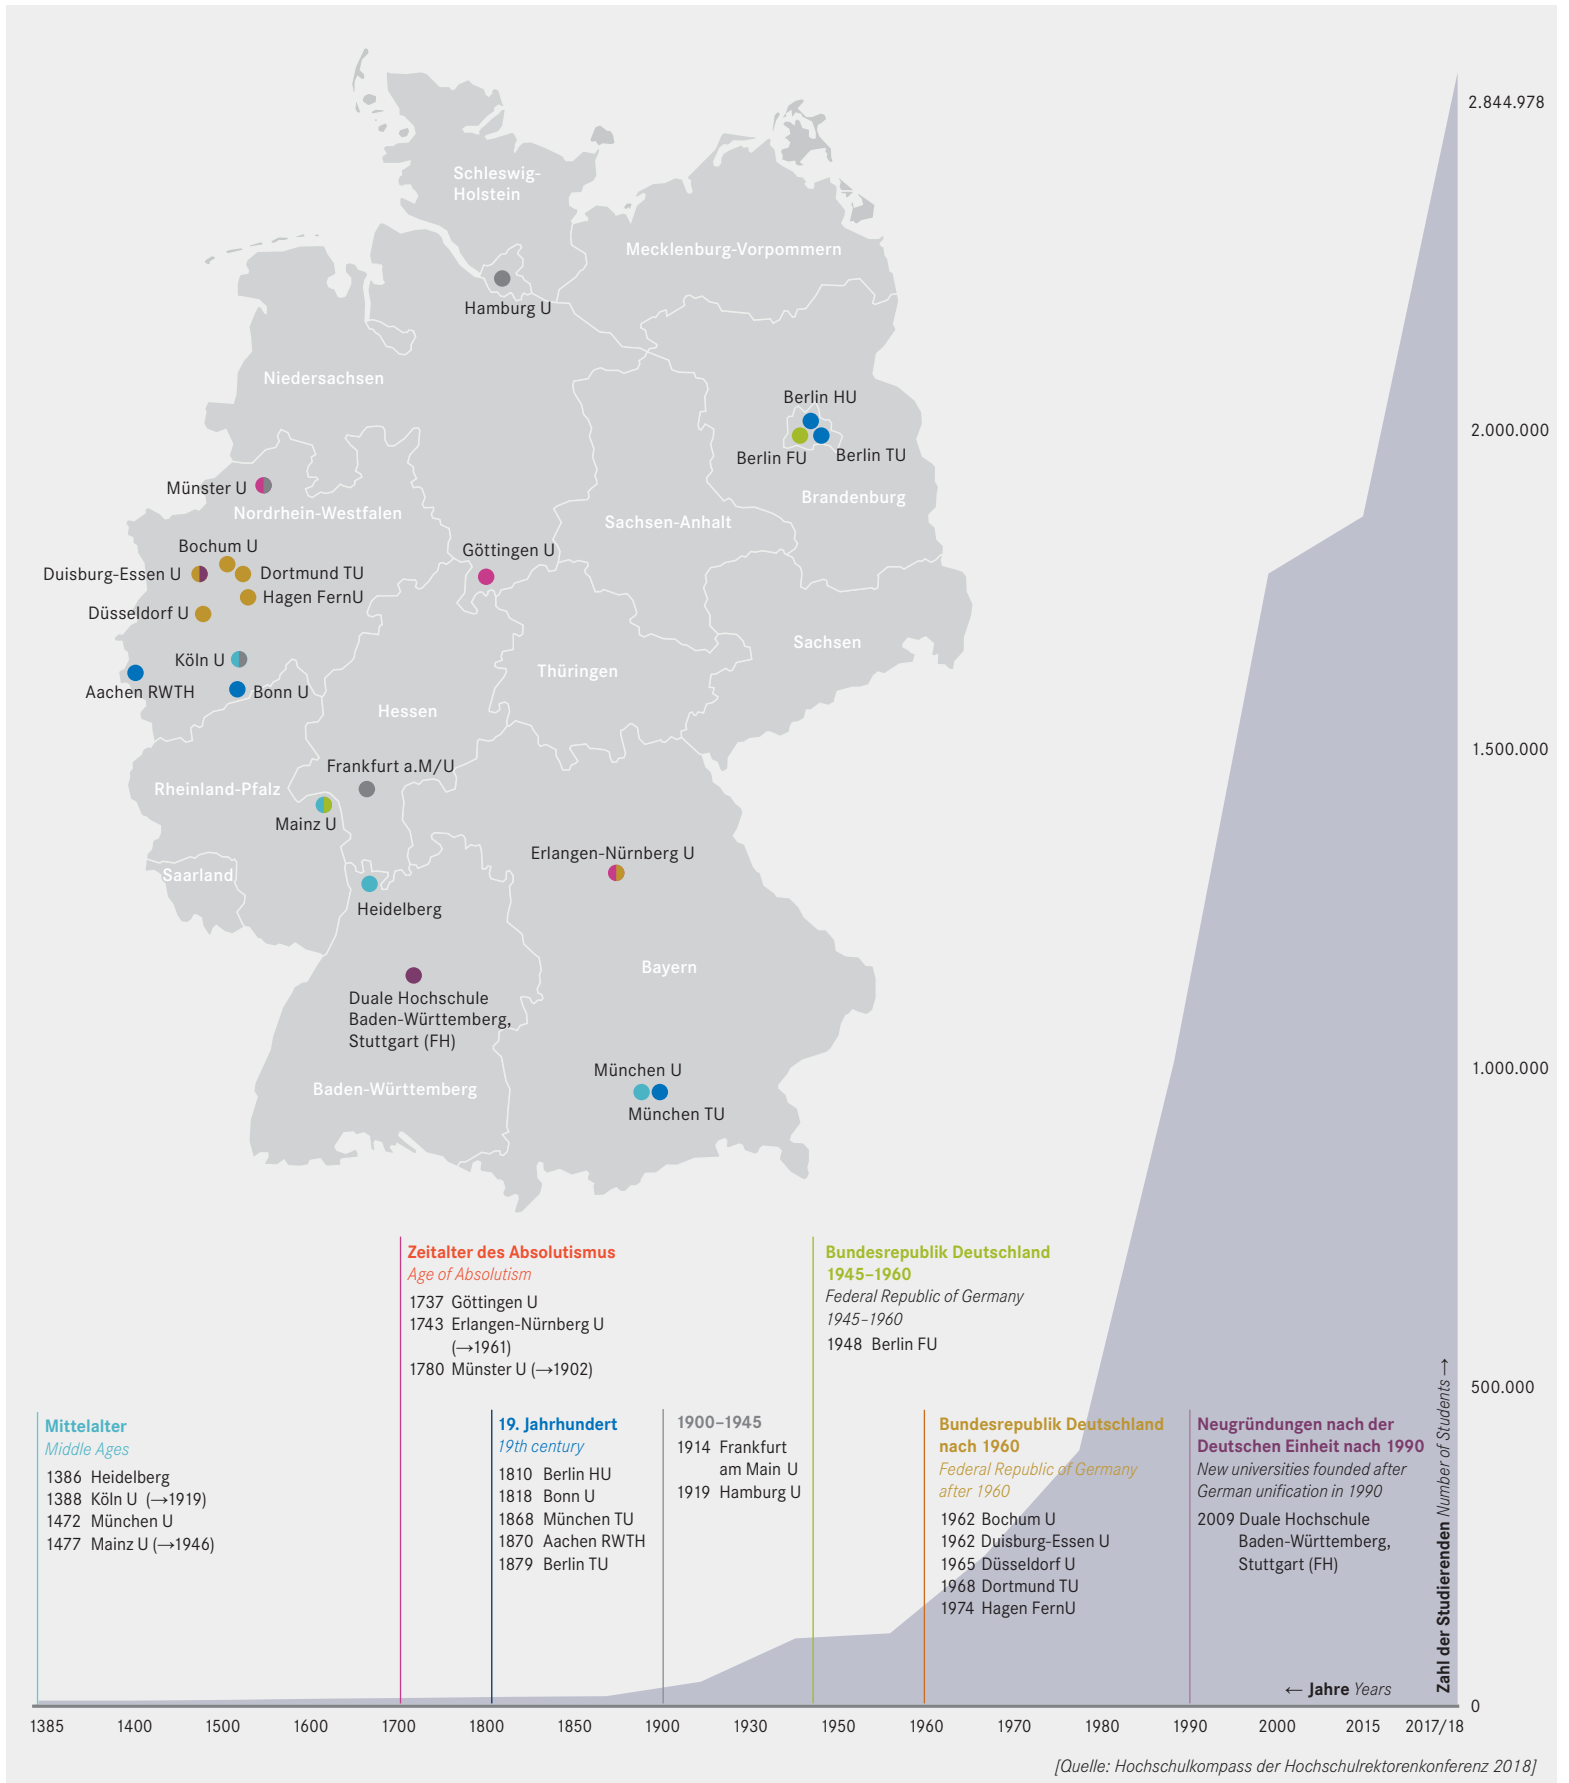 2.844.978
Schleswig-
Holstein
Mecklenburg-Vorpommern
Hamburg U
Niedersachsen
Berlin HU
2.000.000
Berlin FU
Berlin TU
Münster U
Brandenburg
Nordrhein-Westfalen
Sachsen-Anhalt
Bochum U
Göttingen U
Duisburg-Essen U
Dortmund TU
Hagen FernU
Düsseldorf U
Sachsen
Köln U
Thüringen
Aachen RWTH
Bonn U
Hessen
1.500.000
Frankfurt a.M/U
Rheinland-Pfalz
Mainz U
Erlangen-Nürnberg U
Saarland
Heidelberg
Bayern
Duale Hochschule
Baden-Württemberg,
Stuttgart (FH)
1.000.000
München U
Baden-Württemberg
München TU
Zeitalter des Absolutismus
Age of Absolutism
1737 Göttingen U
1743 Erlangen-Nürnberg U
(→1961)
1780 Münster U (→1902)
Bundesrepublik Deutschland
1945–1960
Federal Republic of Germany
1945–1960
1948 Berlin FU
500.000
Mittelalter
Middle Ages
1386 Heidelberg
1388 Köln U (→1919)
1472 München U
1477 Mainz U (→1946)
19. Jahrhundert
19th century
1810 Berlin HU
1818 Bonn U
1868 München TU
1870 Aachen RWTH
1879 Berlin TU
1900–1945
1914 Frankfurt
am Main U
1919 Hamburg U
Bundesrepublik Deutschland
nach 1960
Federal Republic of Germany
after 1960
1962 Bochum U
1962 Duisburg-Essen U
1965 Düsseldorf U
1968 Dortmund TU
1974 Hagen FernU
Neugründungen nach der
Deutschen Einheit nach 1990
New universities founded after
German unification in 1990
2009 Duale Hochschule
Baden-Württemberg,
Stuttgart (FH)
Zahl der Studierenden Number of Students →
← Jahre Years
0
1385 1400 1500 1600 1700 1800 1850 1900 1930 1950 1960 1970 1980 1990 2000 2015 2017/18
[Quelle: Hochschulkompass der Hochschulrektorenkonferenz 2018]